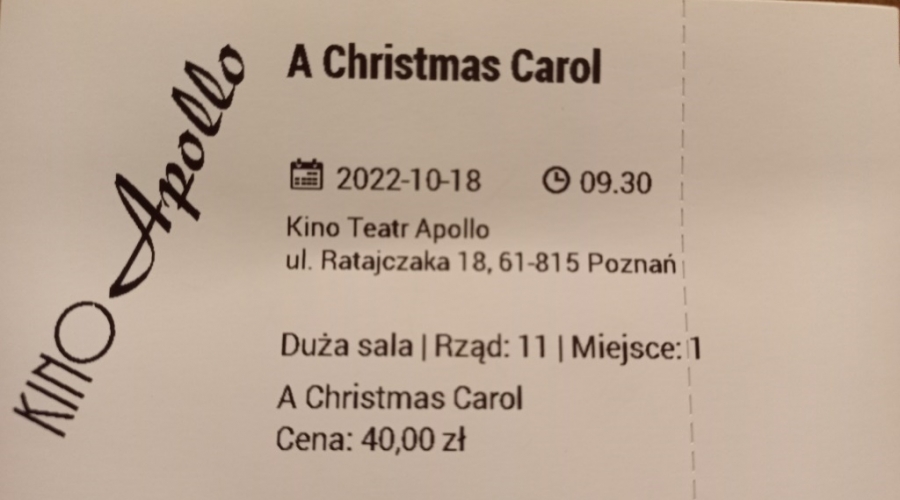 KINO Apollo
A Christmas Carol
2022-10-18 09.30
Kino Teatr Apollo
ul. Ratajczaka 18, 61-815 Poznań
Duża sala | Rząd: 11 | Miejsce: 1
A Christmas Carol
Cena: 40,00 zł